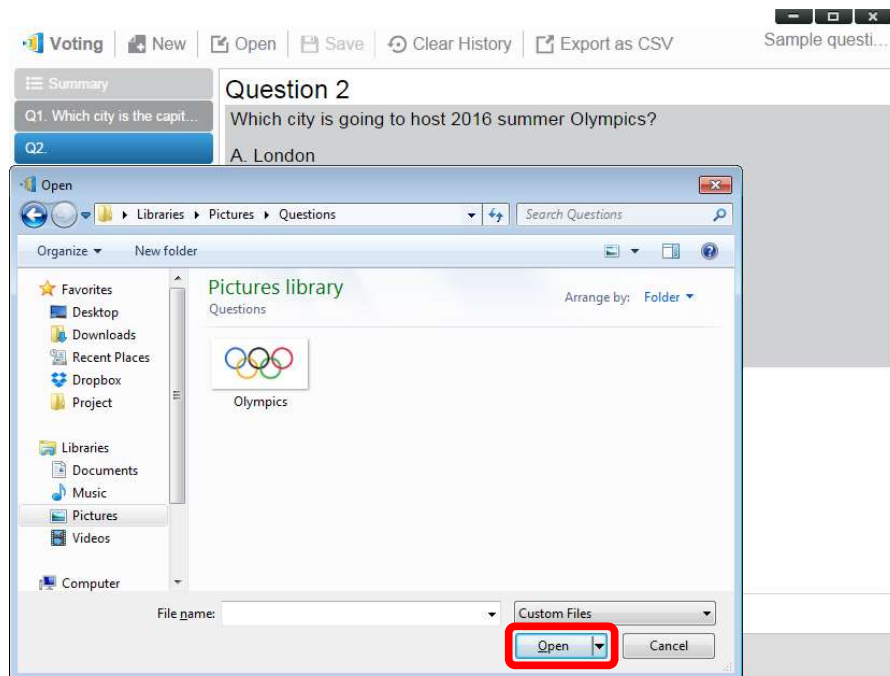 Voting New Open Save Clear History Export as CSV Sample questi...
Summary
Q1. Which city is the capit...
Q2.
Question 2
Which city is going to host 2016 summer Olympics?
A. London
Open
Libraries Pictures Questions Search Questions
Organize New folder
Favorites
Desktop
Downloads
Recent Places
Dropbox
Project
Libraries
Documents
Music
Pictures
Videos
Computer
Pictures library
Questions
Arrange by: Folder
Olympics
File name: Custom Files
Open Cancel